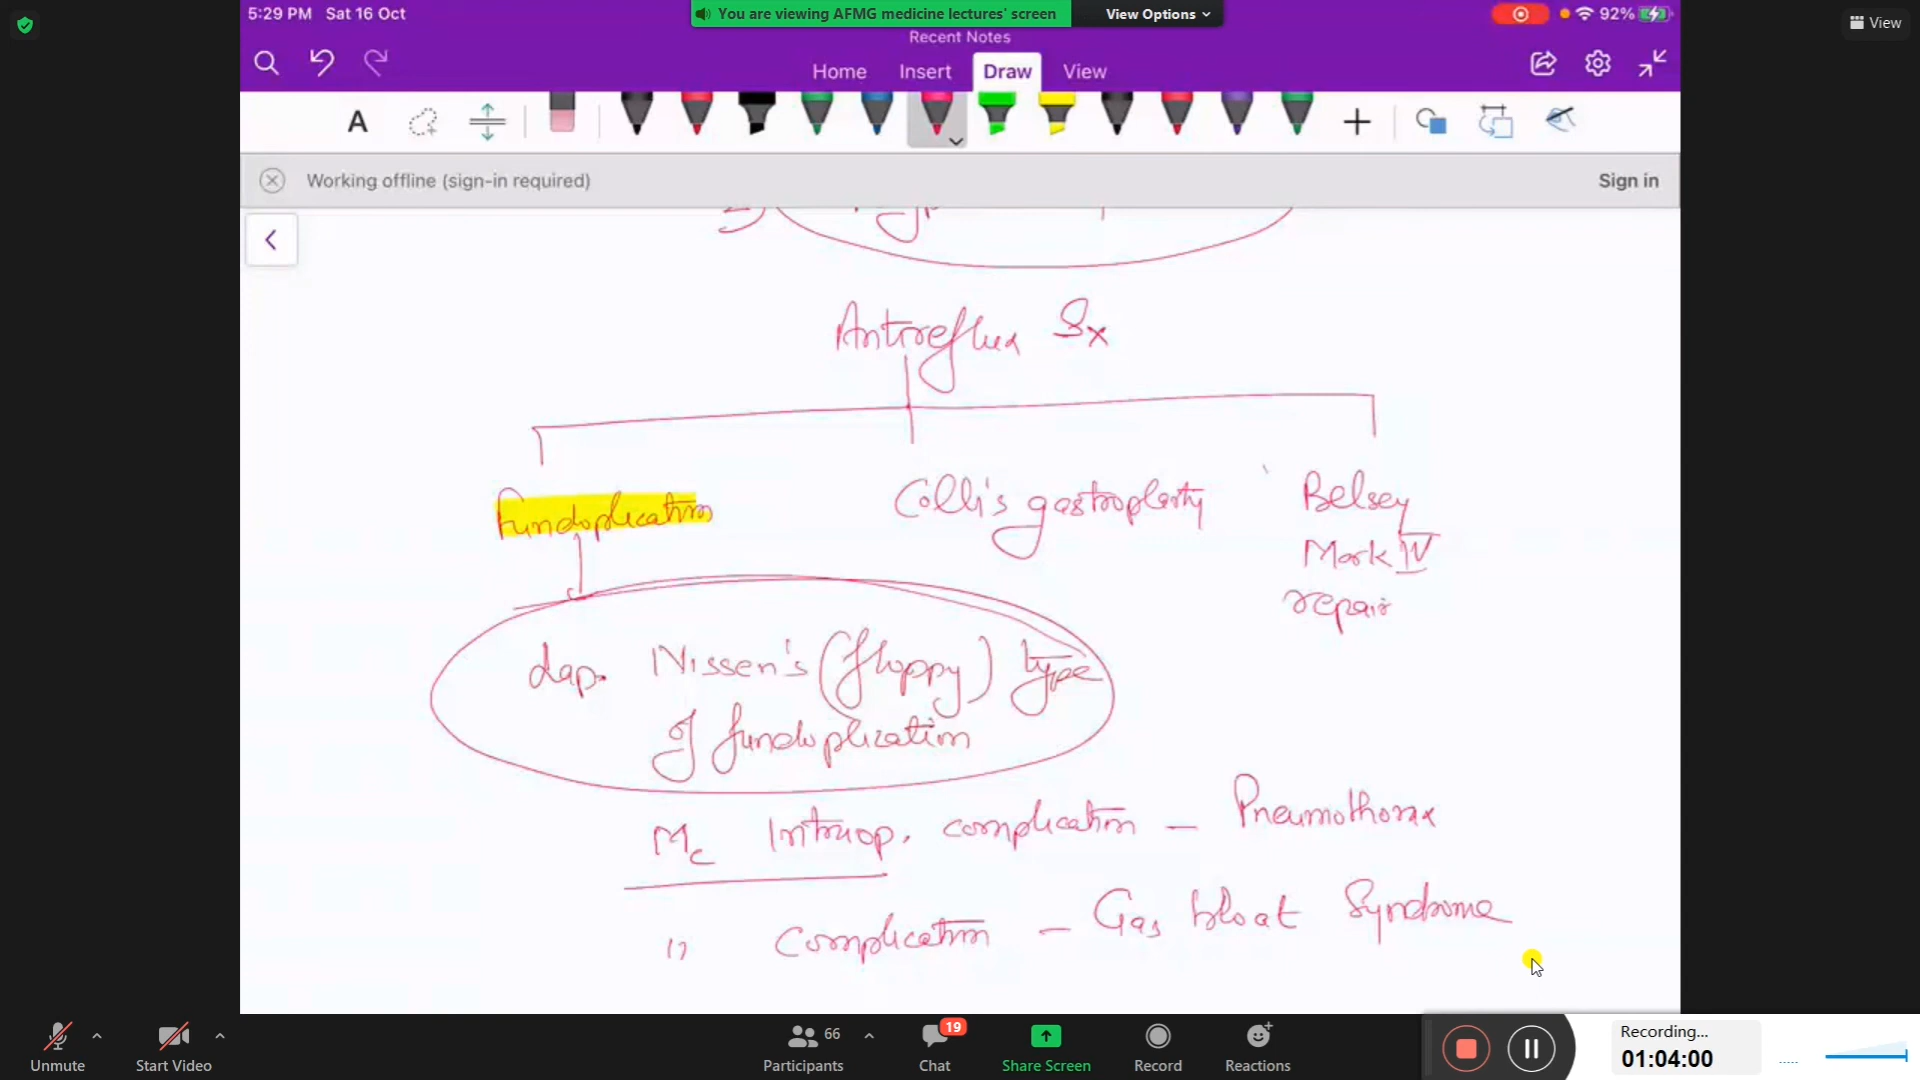 5:29 PM Sat 16 Oct
You are viewing AFMG medicine lectures' screen
View Options
92%
View
Recent Notes
Home Insert Draw View
A
Working offline (sign-in required)
Sign in
Antireflux Sx
Fundoplication
Colli's gastroplasty
Belsey
Mark IV
repair
Lap. Nissen's (floppy) type
of fundoplication
Mc Intraop. complication - Pneumothorax
" Complication - Gas bloat Syndrome
Unmute
Start Video
66
Participants
19
Chat
Share Screen
Record
Reactions
Recording...
01:04:00